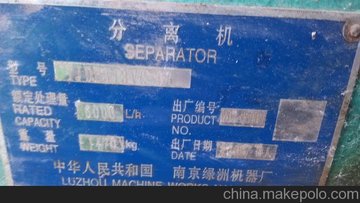 分离机
SEPARATOR
型号
TYPE
额定处理量
RATED CAPACITY L/H
重量
WEIGHT kg
出厂编号
PRODUCT NO.
出厂日期
DATE
中华人民共和国 南京绿洲机器厂
LUZHOU MACHINE WORKS
china.makepolo.com